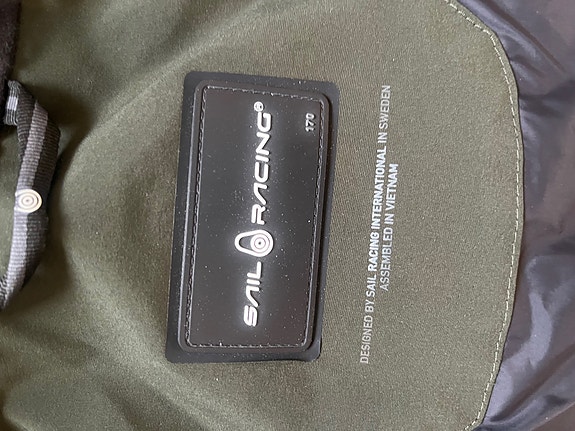 SAIL RACING®
170
DESIGNED BY SAIL RACING INTERNATIONAL IN SWEDEN
ASSEMBLED IN VIETNAM